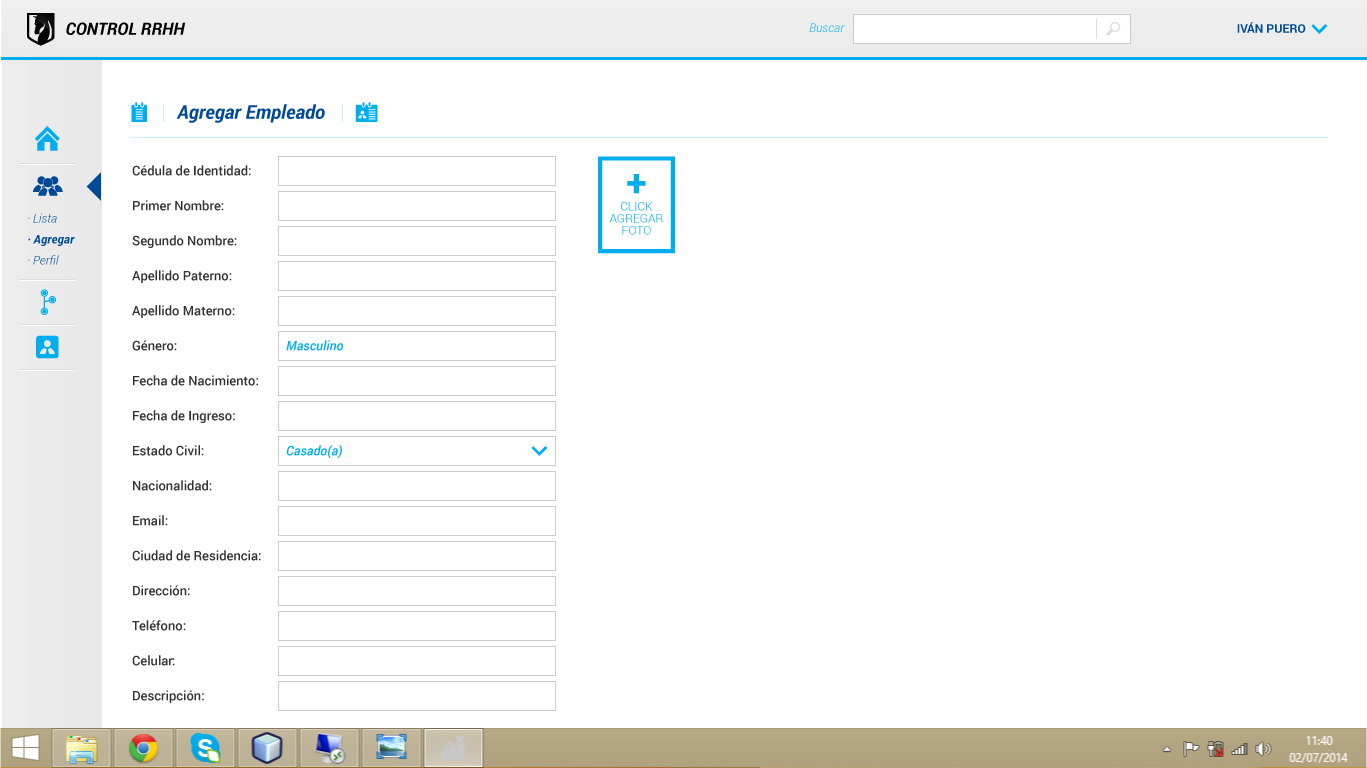 CONTROL RRHH
Buscar
IVÁN PUERO
Agregar Empleado
· Lista
· Agregar
· Perfil
Cédula de Identidad:
Primer Nombre:
Segundo Nombre:
Apellido Paterno:
Apellido Materno:
Género:
Masculino
Fecha de Nacimiento:
Fecha de Ingreso:
Estado Civil:
Casado(a)
Nacionalidad:
Email:
Ciudad de Residencia:
Dirección:
Teléfono:
Celular:
Descripción:
CLICK
AGREGAR
FOTO
11:40
02/07/2014